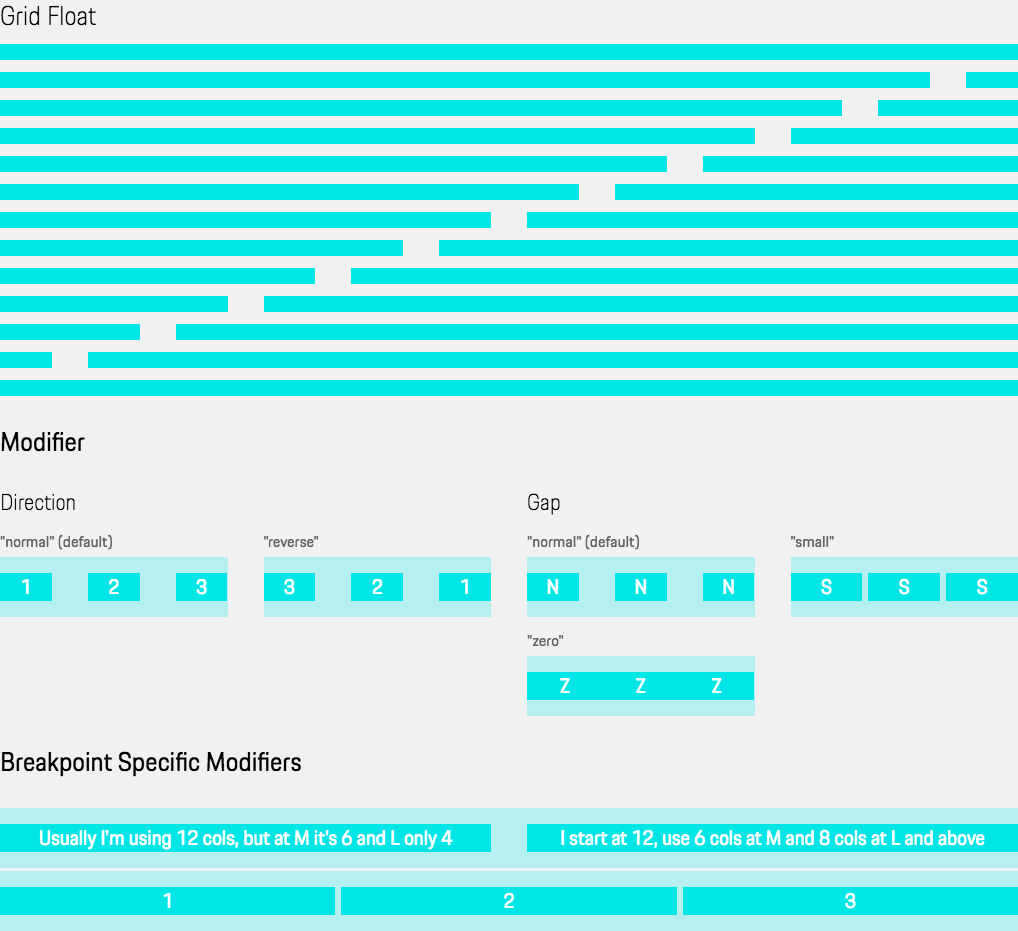 Grid Float
Modifier
Direction
Gap
"normal" (default)
"reverse"
"normal" (default)
"small"
1 2 3
3 2 1
N N N
S S S
"zero"
Z Z Z
Breakpoint Specific Modifiers
Usually I'm using 12 cols, but at M it's 6 and L only 4
I start at 12, use 6 cols at M and 8 cols at L and above
1 2 3